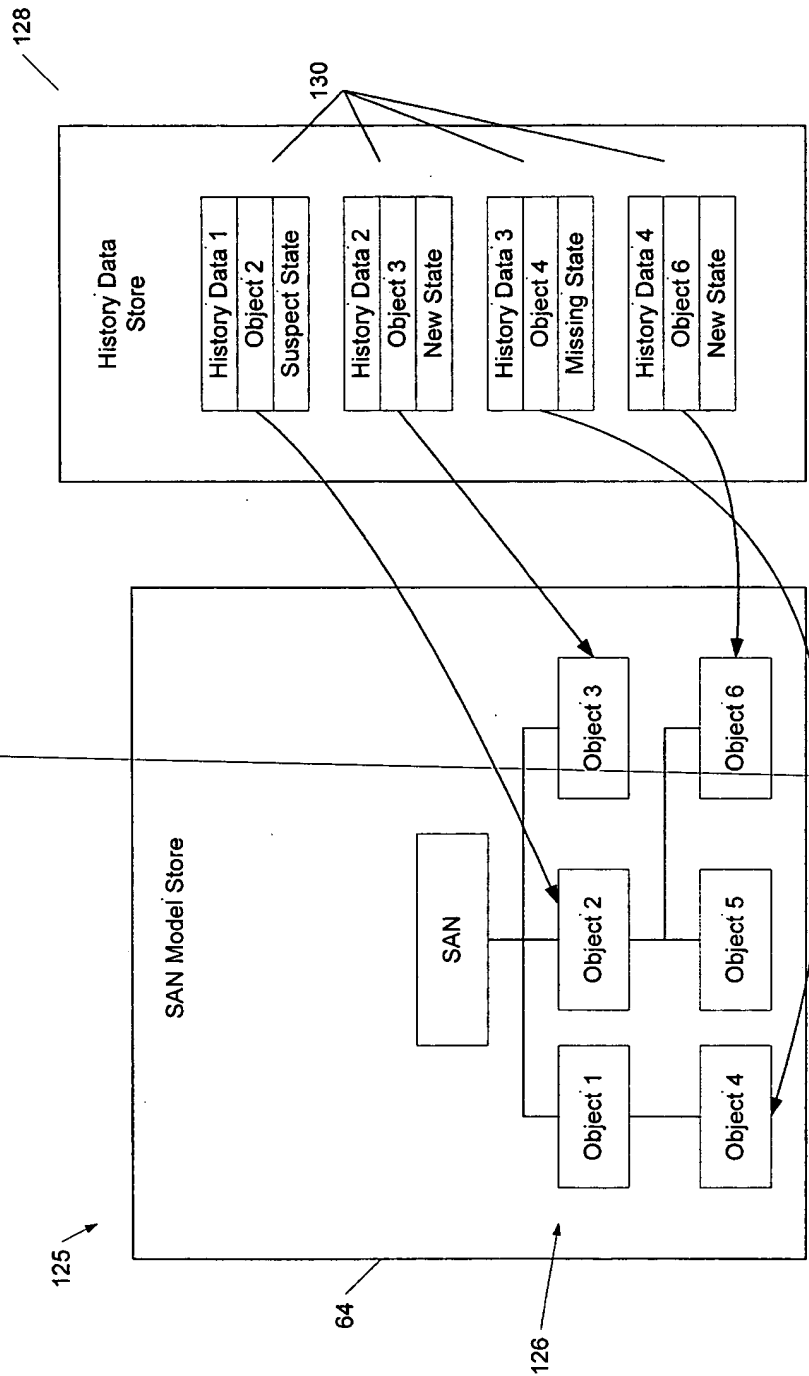 125
64
126
SAN Model Store
SAN
Object 1
Object 2
Object 3
Object 4
Object 5
Object 6
128
History Data
Store
130
History Data 1
Object 2
Suspect State
History Data 2
Object 3
New State
History Data 3
Object 4
Missing State
History Data 4
Object 6
New State